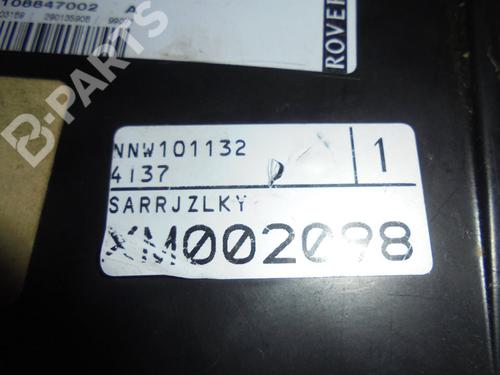 108847002 A
ROVER
B-PARTS
NNW101132
4137
1
SARRJZLKY
XM002098